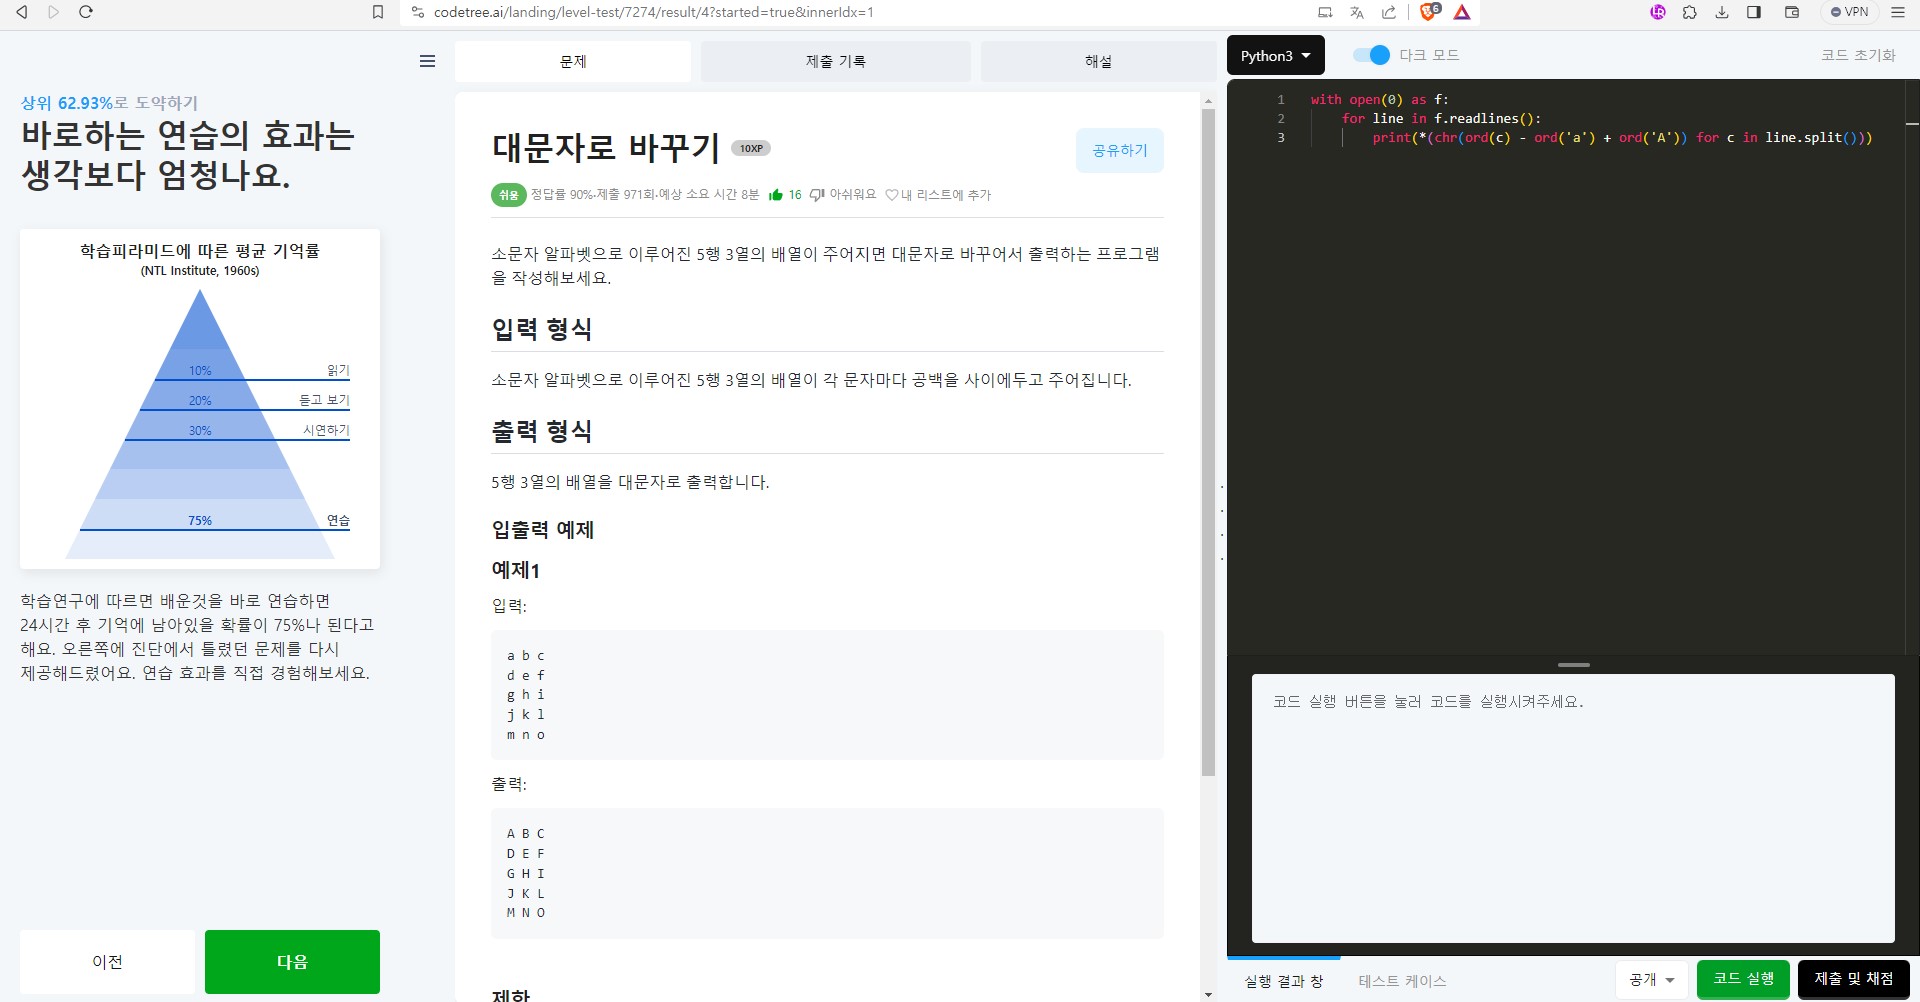 codetree.ai/landing/level-test/7274/result/4?started=true&innerIdx=1
6
VPN
상위 62.93%로 도약하기
바로하는 연습의 효과는
생각보다 엄청나요.
학습피라미드에 따른 평균 기억률
(NTL Institute, 1960s)
10% 읽기
20% 듣고 보기
30% 시연하기
75% 연습
학습연구에 따르면 배운것을 바로 연습하면
24시간 후 기억에 남아있을 확률이 75%나 된다고
해요. 오른쪽에 진단에서 틀렸던 문제를 다시
제공해드렸어요. 연습 효과를 직접 경험해보세요.
이전
다음
문제
제출 기록
해설
대문자로 바꾸기 10XP
공유하기
쉬움 정답률 90%·제출 971회·예상 소요 시간 8분 16 아쉬워요 내 리스트에 추가
소문자 알파벳으로 이루어진 5행 3열의 배열이 주어지면 대문자로 바꾸어서 출력하는 프로그램
을 작성해보세요.
입력 형식
소문자 알파벳으로 이루어진 5행 3열의 배열이 각 문자마다 공백을 사이에두고 주어집니다.
출력 형식
5행 3열의 배열을 대문자로 출력합니다.
입출력 예제
예제1
입력:
a b c
d e f
g h i
j k l
m n o
출력:
A B C
D E F
G H I
J K L
M N O
제한
Python3
다크 모드
코드 초기화
1 with open(0) as f:
2 for line in f.readlines():
3 print(*(chr(ord(c) - ord('a') + ord('A')) for c in line.split()))
코드 실행 버튼을 눌러 코드를 실행시켜주세요.
실행 결과 창
테스트 케이스
공개
코드 실행
제출 및 채점